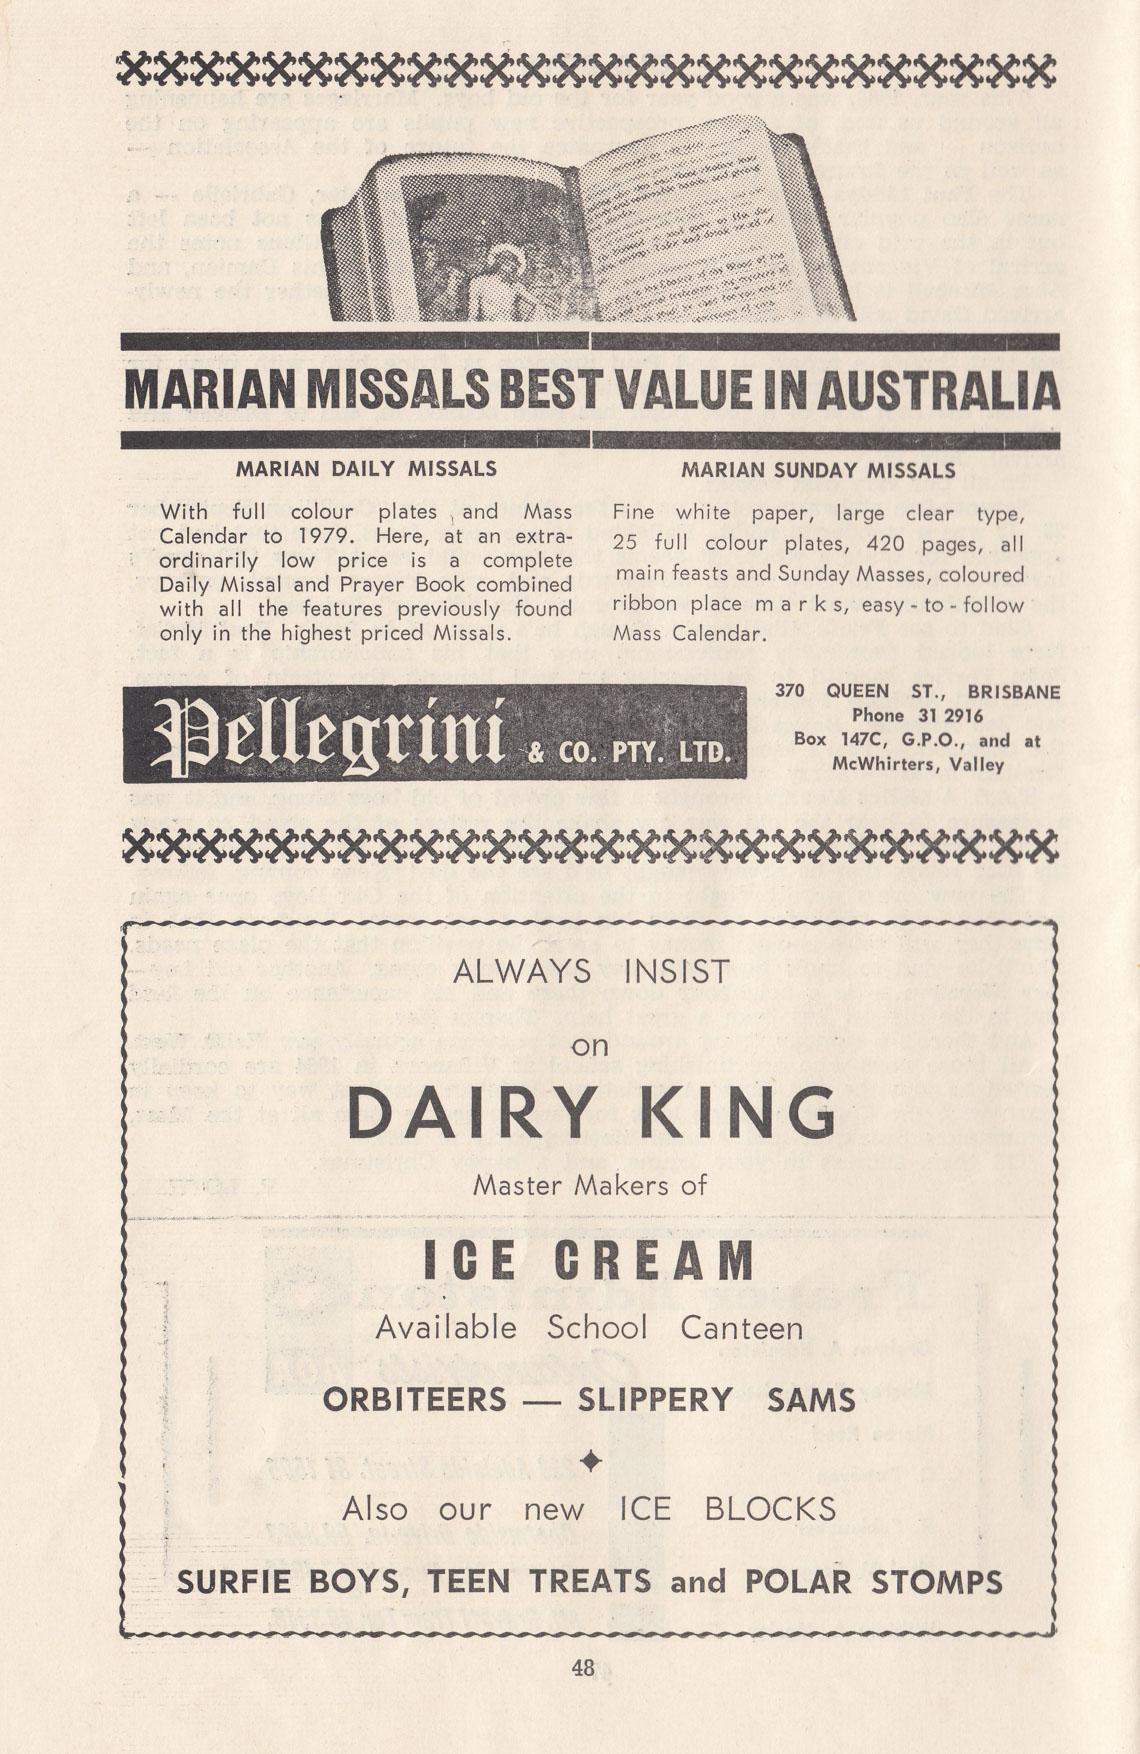 MARIAN MISSALS BEST VALUE IN AUSTRALIA
MARIAN DAILY MISSALS
With full colour plates and Mass
Calendar to 1979. Here, at an extra-
ordinarily low price is a complete
Daily Missal and Prayer Book combined
with all the features previously found
only in the highest priced Missals.
MARIAN SUNDAY MISSALS
Fine white paper, large clear type,
25 full colour plates, 420 pages, all
main feasts and Sunday Masses, coloured
ribbon place marks, easy-to-follow
Mass Calendar.
Pellegrini & CO. PTY. LTD.
370 QUEEN ST., BRISBANE
Phone 31 2916
Box 147C, G.P.O., and at
McWhirters, Valley
ALWAYS INSIST
on
DAIRY KING
Master Makers of
ICE CREAM
Available School Canteen
ORBITEERS — SLIPPERY SAMS
Also our new ICE BLOCKS
SURFIE BOYS, TEEN TREATS and POLAR STOMPS
48